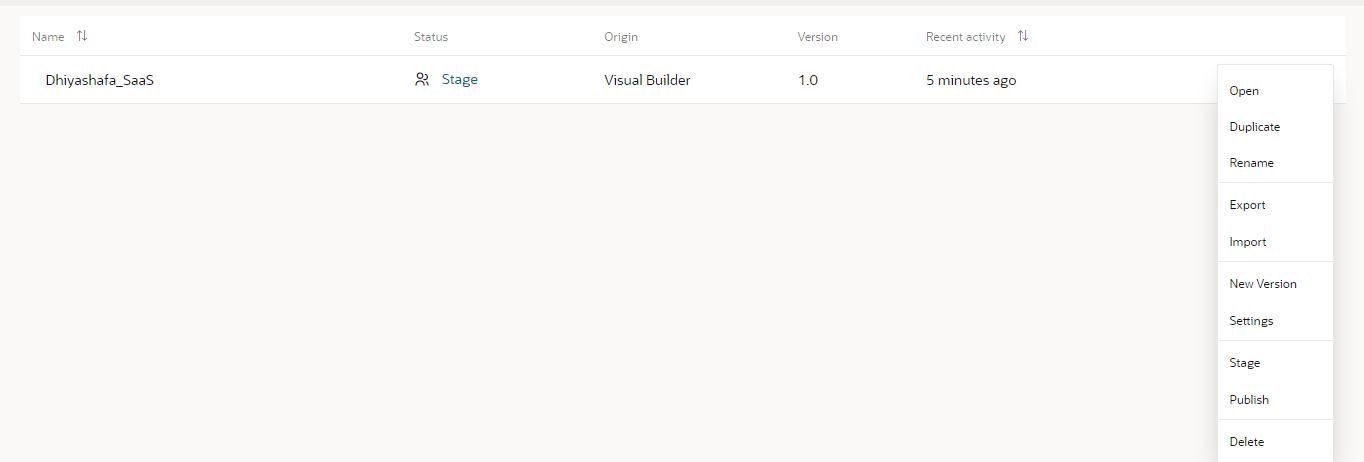 Name Status Origin Version Recent activity
Dhiyashafa_SaaS Stage Visual Builder 1.0 5 minutes ago
Open
Duplicate
Rename
Export
Import
New Version
Settings
Stage
Publish
Delete